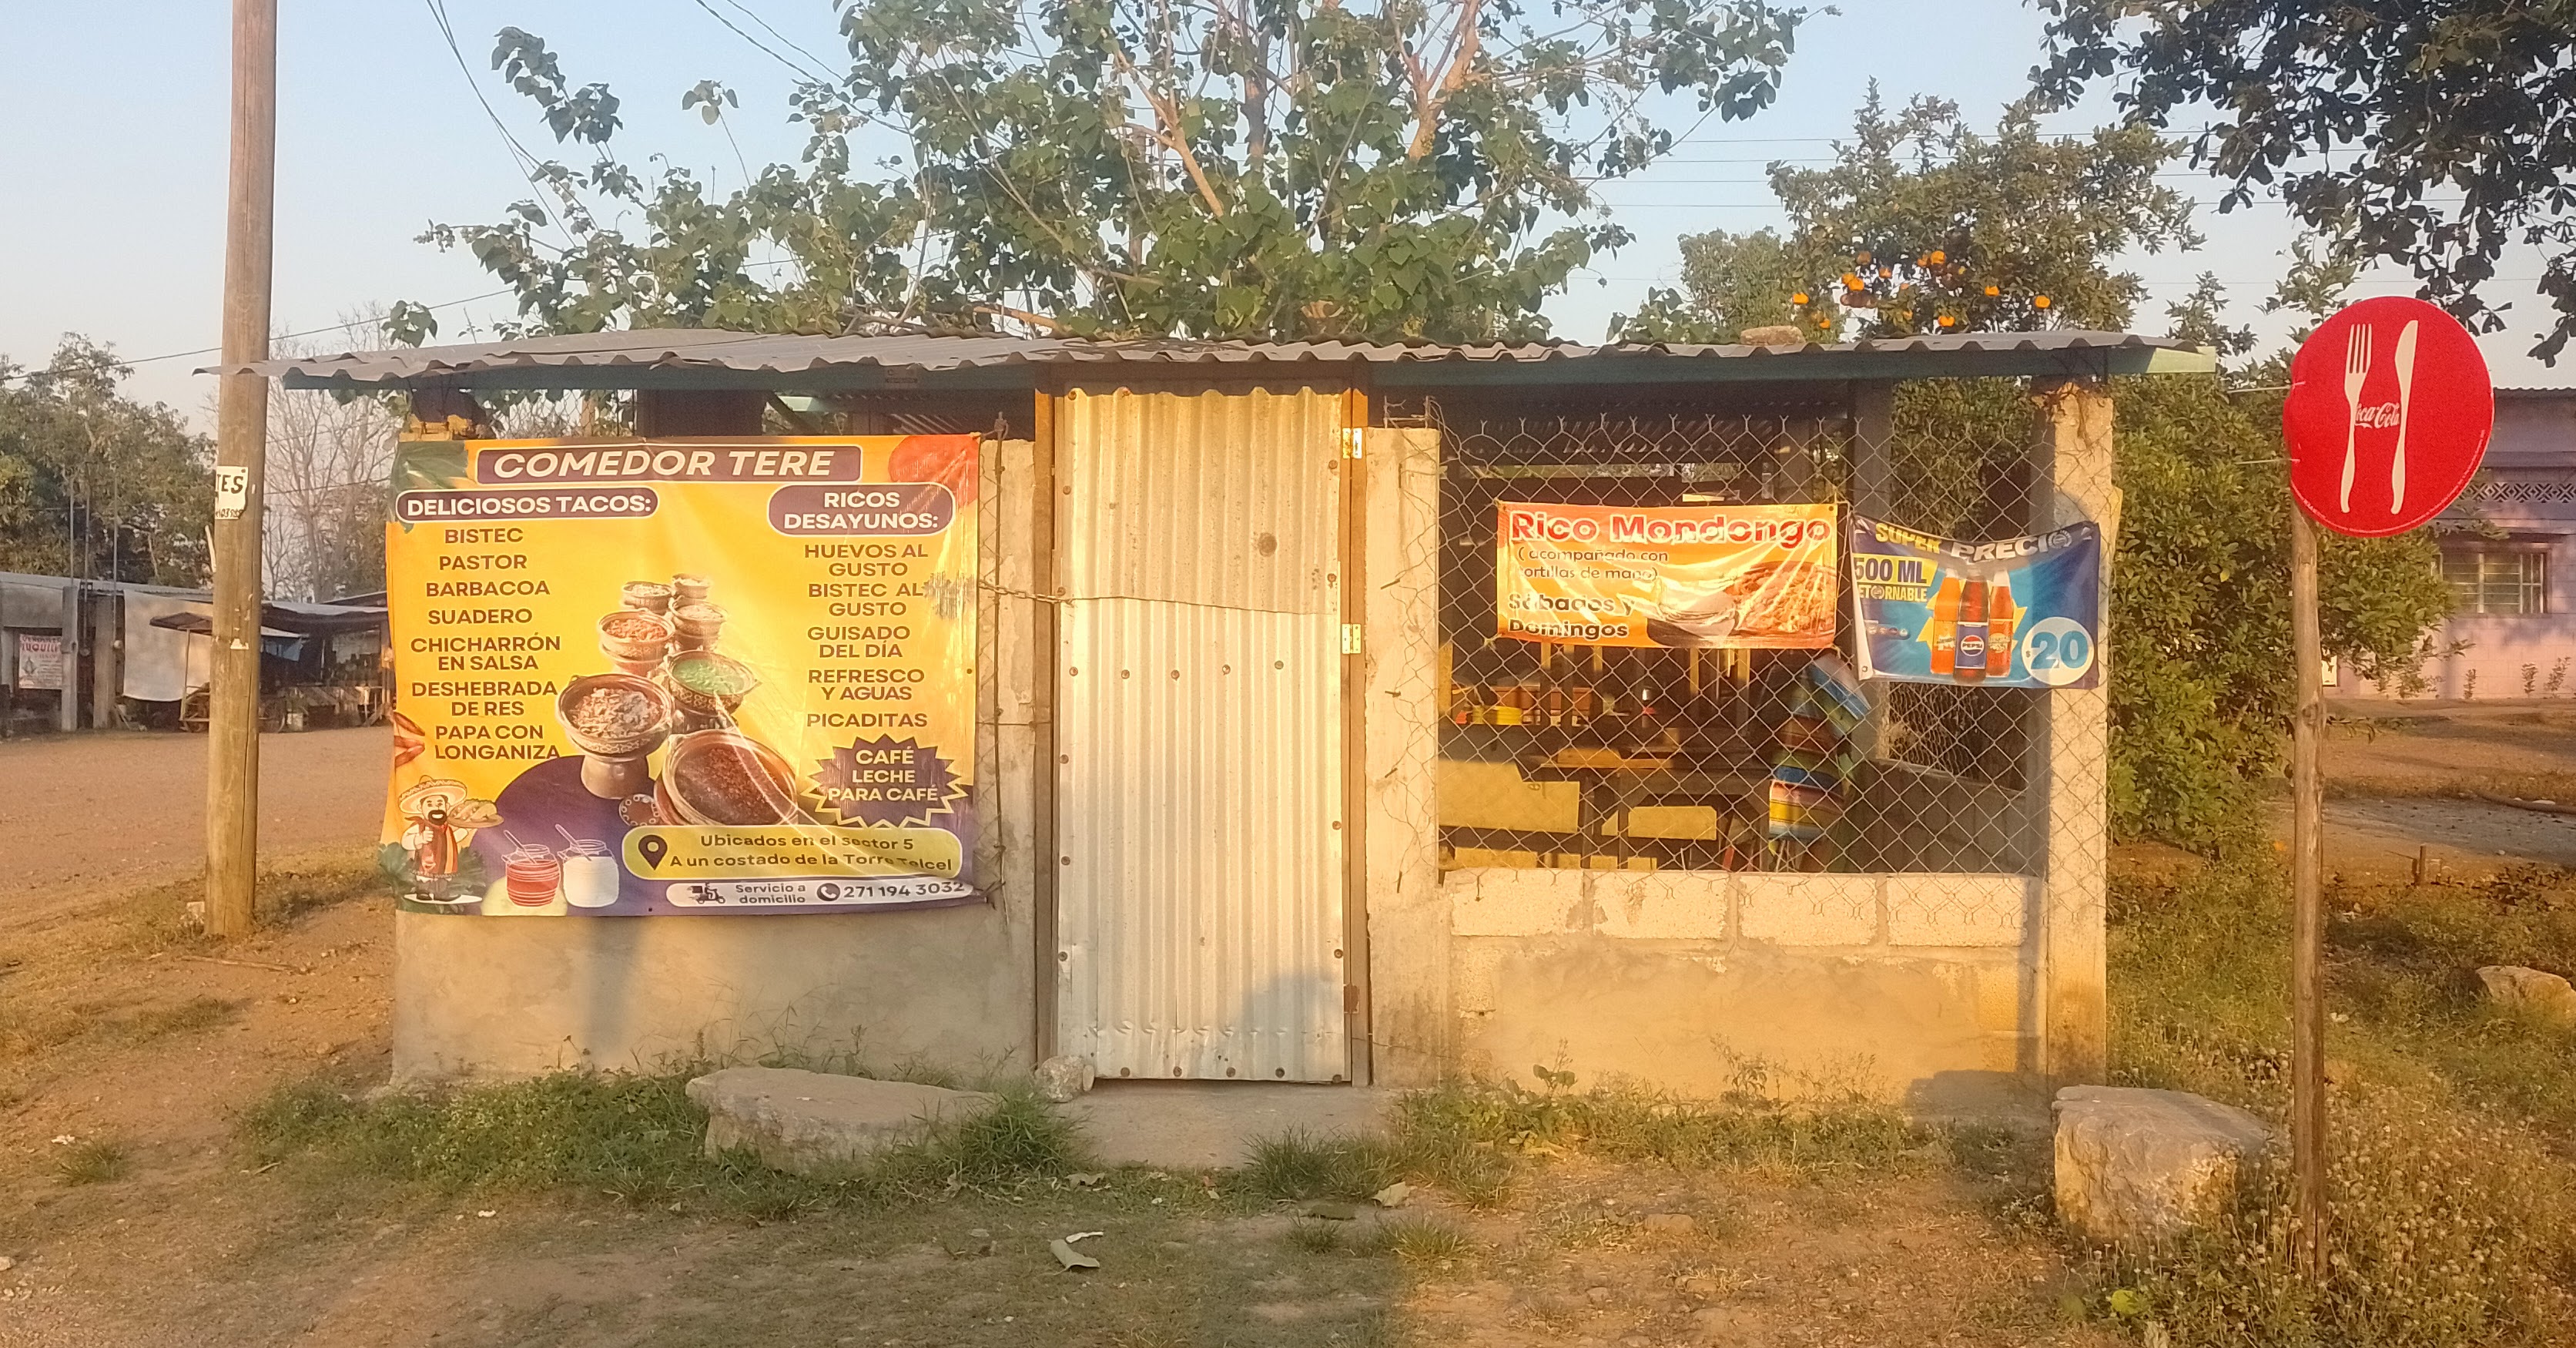 TES
COMEDOR TERE
DELICIOSOS TACOS:
BISTEC
PASTOR
BARBACOA
SUADERO
CHICHARRÓN
EN SALSA
DESHEBRADA
DE RES
PAPA CON
LONGANIZA
RICOS
DESAYUNOS:
HUEVOS AL
GUSTO
BISTEC AL
GUSTO
GUISADO
DEL DÍA
REFRESCO
Y AGUAS
PICADITAS
CAFÉ
LECHE
PARA CAFÉ
Ubicados en el sector 5
A un costado de la Torre Telcel
Servicio a
domicilio
271 194 3032
Rico Mondongo
( acompañado con
tortillas de mano)
Sábados y
Domingos
SUPER PRECIO
500 ML
RETORNABLE
PEPSI
$20
Coca-Cola